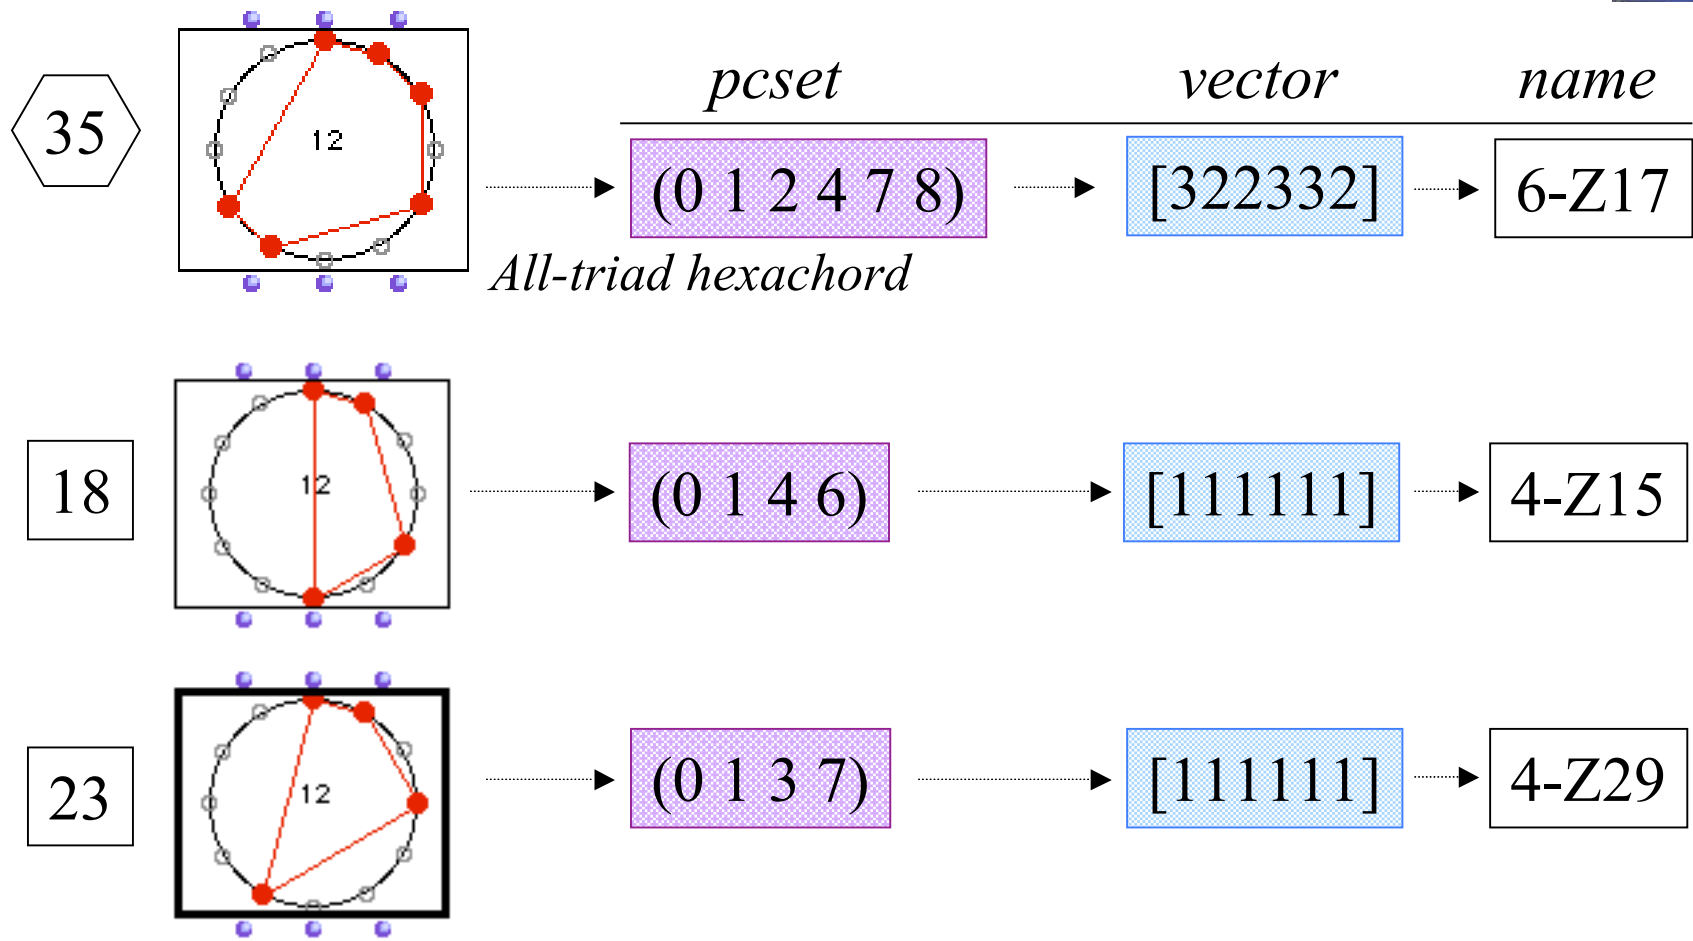 pcset vector name
35 12 (0 1 2 4 7 8) [322332] 6-Z17
All-triad hexachord
18 12 (0 1 4 6) [111111] 4-Z15
23 12 (0 1 3 7) [111111] 4-Z29